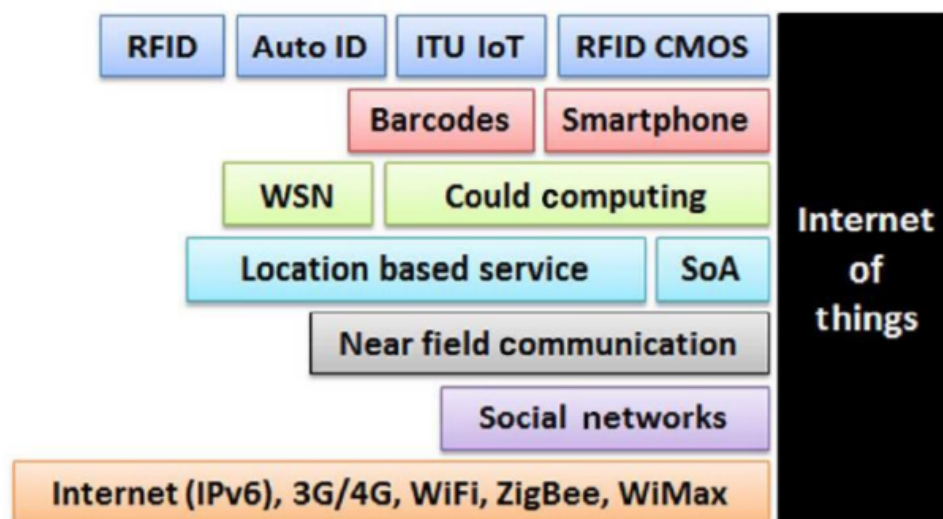 RFID Auto ID ITU IoT RFID CMOS
Barcodes Smartphone
WSN Could computing
Location based service SoA
Near field communication
Social networks
Internet (IPv6), 3G/4G, WiFi, ZigBee, WiMax
Internet
of
things